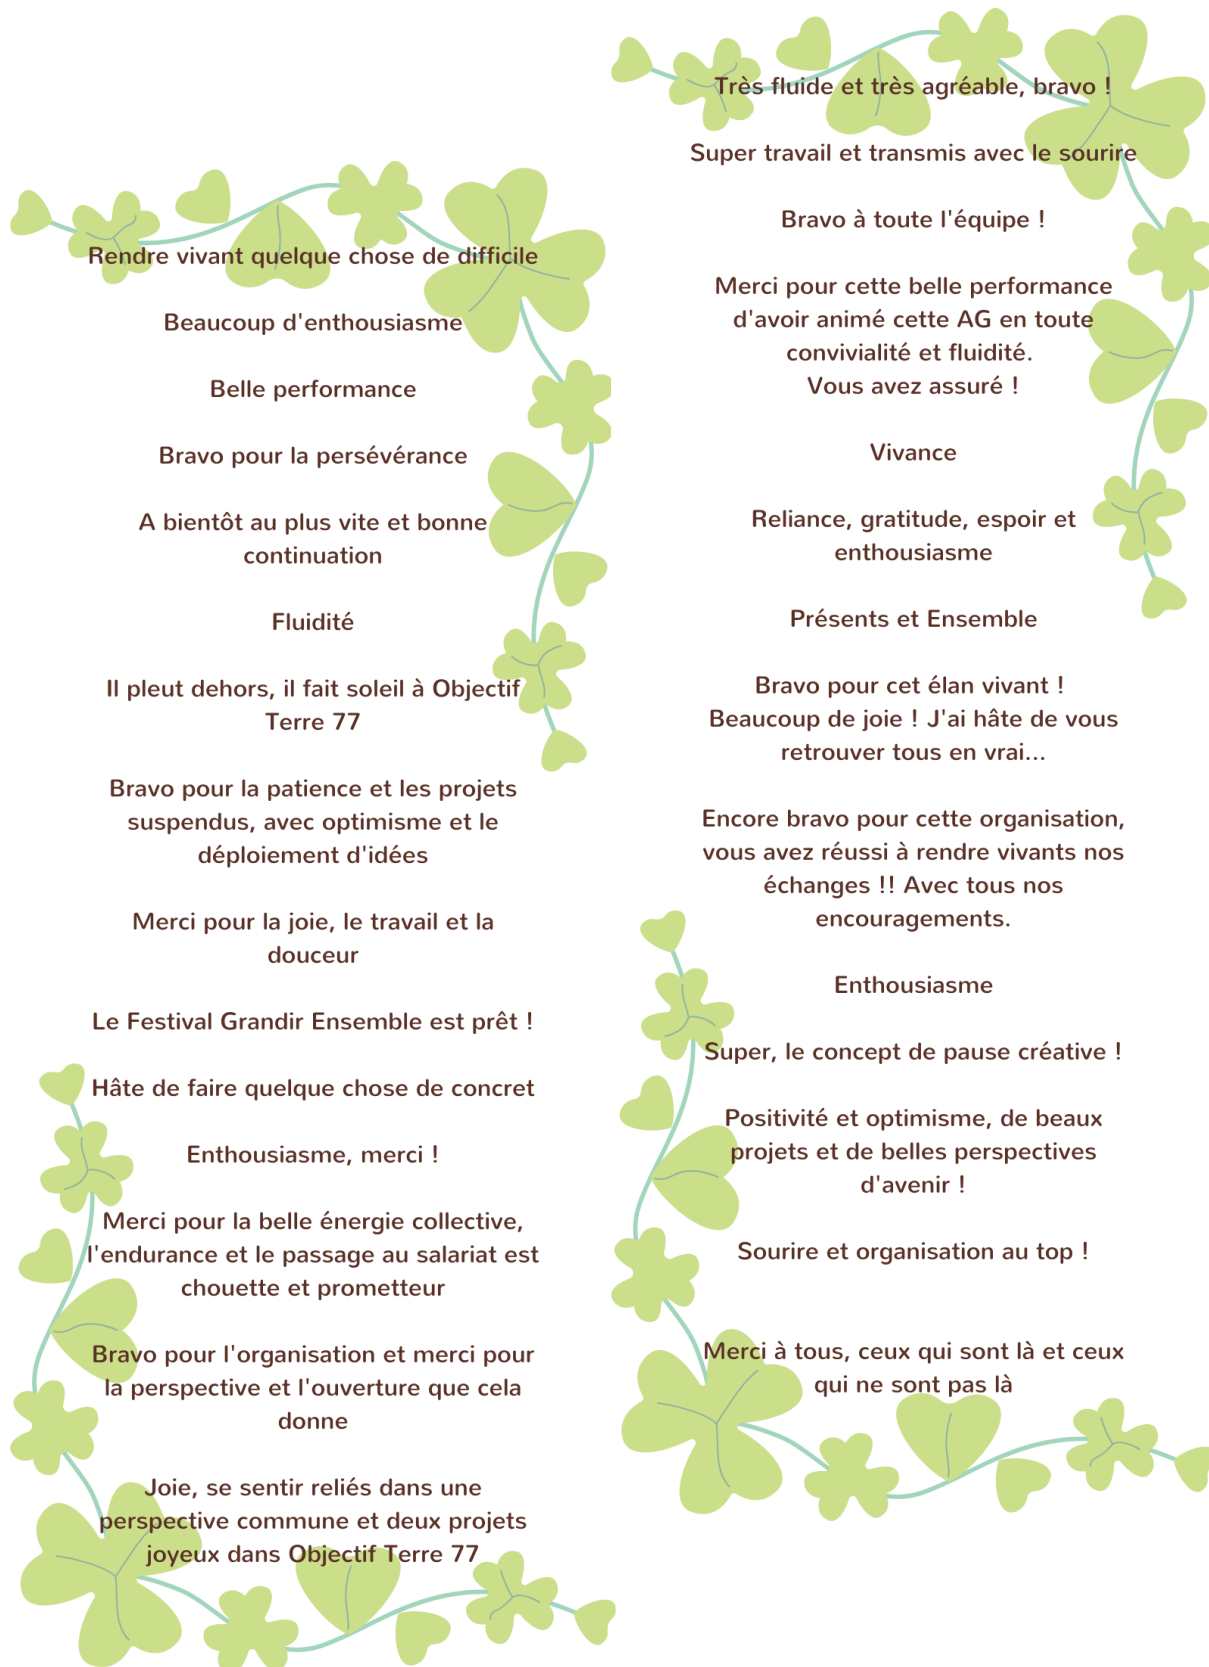 Rendre vivant quelque chose de difficile
Beaucoup d'enthousiasme
Belle performance
Bravo pour la persévérance
A bientôt au plus vite et bonne
continuation
Fluidité
Il pleut dehors, il fait soleil à Objectif
Terre 77
Bravo pour la patience et les projets
suspendus, avec optimisme et le
déploiement d'idées
Merci pour la joie, le travail et la
douceur
Le Festival Grandir Ensemble est prêt !
Hâte de faire quelque chose de concret
Enthousiasme, merci !
Merci pour la belle énergie collective,
l'endurance et le passage au salariat est
chouette et prometteur
Bravo pour l'organisation et merci pour
la perspective et l'ouverture que cela
donne
Joie, se sentir reliés dans une
perspective commune et deux projets
joyeux dans Objectif Terre 77
Très fluide et très agréable, bravo !
Super travail et transmis avec le sourire
Bravo à toute l'équipe !
Merci pour cette belle performance
d'avoir animé cette AG en toute
convivialité et fluidité.
Vous avez assuré !
Vivance
Reliance, gratitude, espoir et
enthousiasme
Présents et Ensemble
Bravo pour cet élan vivant !
Beaucoup de joie ! J'ai hâte de vous
retrouver tous en vrai...
Encore bravo pour cette organisation,
vous avez réussi à rendre vivants nos
échanges !! Avec tous nos
encouragements.
Enthousiasme
Super, le concept de pause créative !
Positivité et optimisme, de beaux
projets et de belles perspectives
d'avenir !
Sourire et organisation au top !
Merci à tous, ceux qui sont là et ceux
qui ne sont pas là